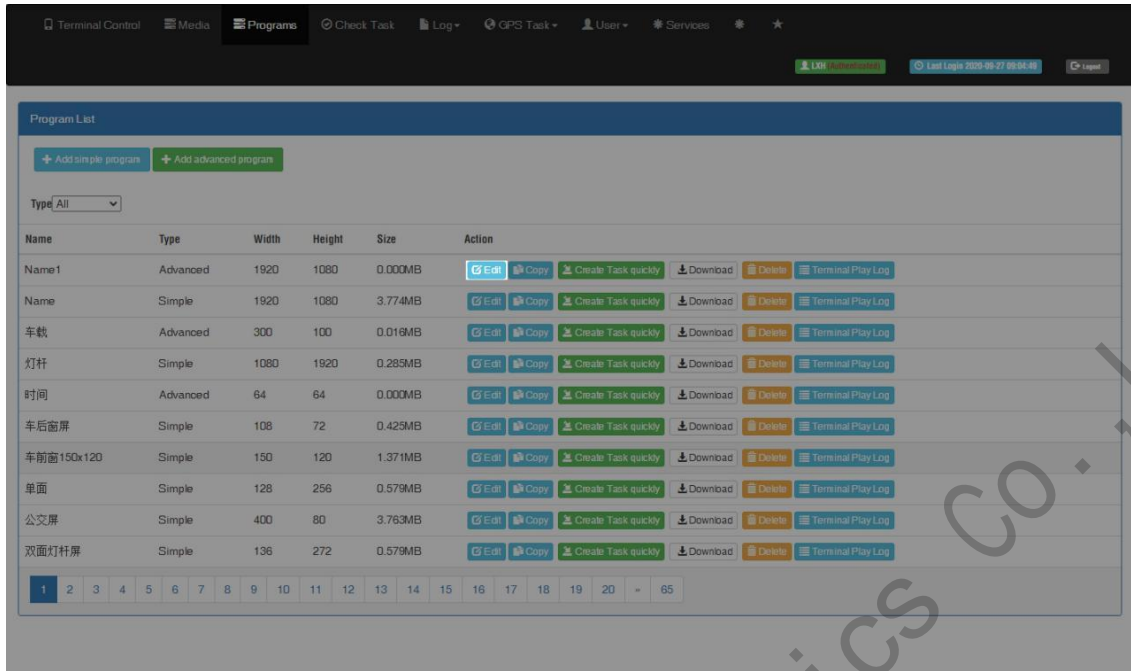 Terminal Control Media Programs Check Task Log GPS Task User Services
LXH (Authenticated) Last Login 2020-09-27 09:04:49 Logout
Program List
Add simple program Add advanced program
Type All
Name Type Width Height Size Action
Name1 Advanced 1920 1080 0.000MB Edit Copy Create Task quickly Download Delete Terminal Play Log
Name Simple 1920 1080 3.774MB Edit Copy Create Task quickly Download Delete Terminal Play Log
车载 Advanced 300 100 0.016MB Edit Copy Create Task quickly Download Delete Terminal Play Log
灯杆 Simple 1080 1920 0.285MB Edit Copy Create Task quickly Download Delete Terminal Play Log
时间 Advanced 64 64 0.000MB Edit Copy Create Task quickly Download Delete Terminal Play Log
车后窗屏 Simple 108 72 0.425MB Edit Copy Create Task quickly Download Delete Terminal Play Log
车前窗150x120 Simple 150 120 1.371MB Edit Copy Create Task quickly Download Delete Terminal Play Log
单面 Simple 128 256 0.579MB Edit Copy Create Task quickly Download Delete Terminal Play Log
公交屏 Simple 400 80 3.763MB Edit Copy Create Task quickly Download Delete Terminal Play Log
双面灯杆屏 Simple 136 272 0.579MB Edit Copy Create Task quickly Download Delete Terminal Play Log
1 2 3 4 5 6 7 8 9 10 11 12 13 14 15 16 17 18 19 20 » 65
ics Co.,